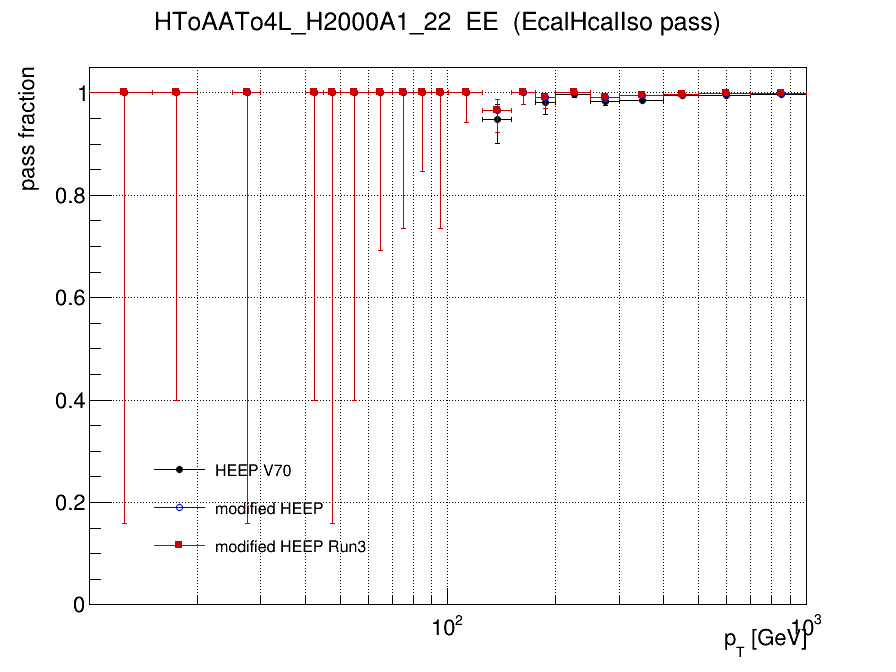 HToAATo4L_H2000A1_22 EE (EcalHcalIso pass)
pass fraction
1
0.8
0.6
0.4
0.2
0
HEEP V70
modified HEEP
modified HEEP Run3
10²
10³
p_T [GeV]